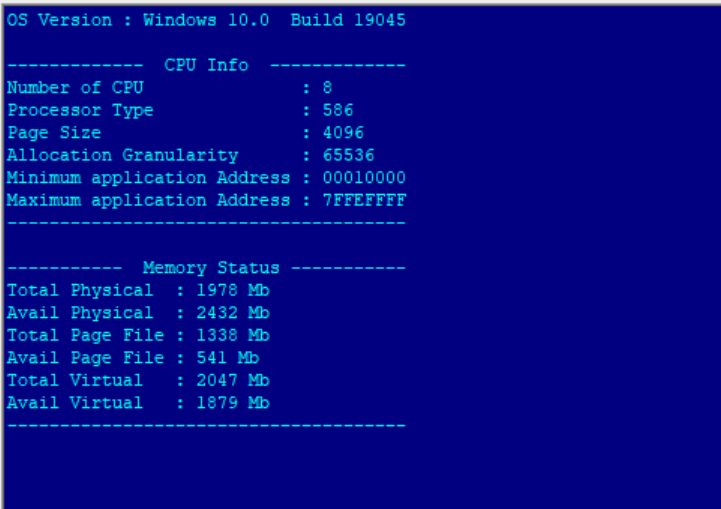 OS Version : Windows 10.0  Build 19045
-------------  CPU Info  -------------
Number of CPU               : 8
Processor Type              : 586
Page Size                   : 4096
Allocation Granularity      : 65536
Minimum application Address : 00010000
Maximum application Address : 7FFEFFFF
--------------------------------------
-----------  Memory Status -----------
Total Physical  : 1978 Mb
Avail Physical  : 2432 Mb
Total Page File : 1338 Mb
Avail Page File : 541 Mb
Total Virtual   : 2047 Mb
Avail Virtual   : 1879 Mb
--------------------------------------